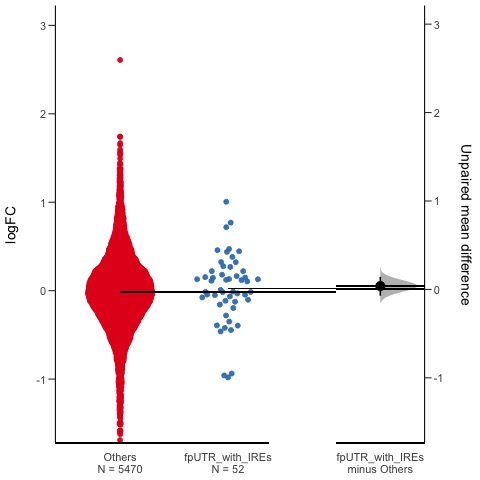 3
2
1
0
-1
logFC
3
2
1
0
-1
Unpaired mean difference
Others
N = 5470
fpUTR_with_IREs
N = 52
fpUTR_with_IREs
minus Others